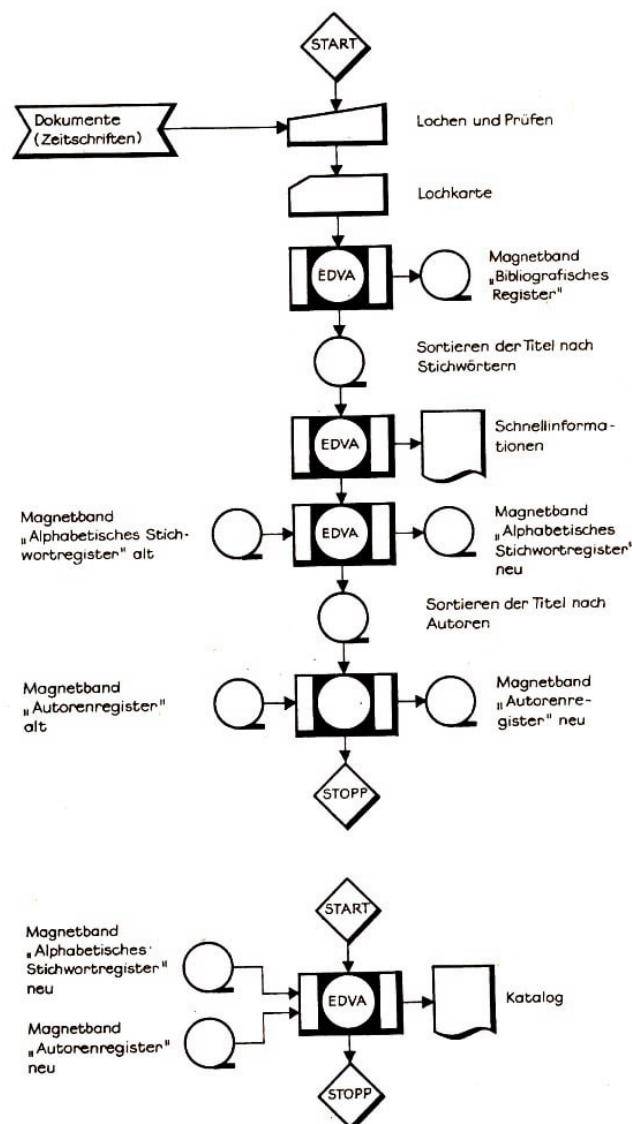 START
Dokumente
(Zeitschriften)
Lochen und Prüfen
Lochkarte
EDVA
Magnetband
„Bibliografisches
Register"
Sortieren der Titel nach
Stichwörtern
EDVA
Schnellinforma-
tionen
Magnetband
„Alphabetisches Stich-
wortregister" alt
EDVA
Magnetband
„Alphabetisches
Stichwortregister"
neu
Sortieren der Titel nach
Autoren
Magnetband
„Autorenregister"
alt
Magnetband
„Autorenre-
gister" neu
STOPP
START
Magnetband
„Alphabetisches
Stichwortregister"
neu
EDVA
Katalog
Magnetband
„Autorenregister"
neu
STOPP